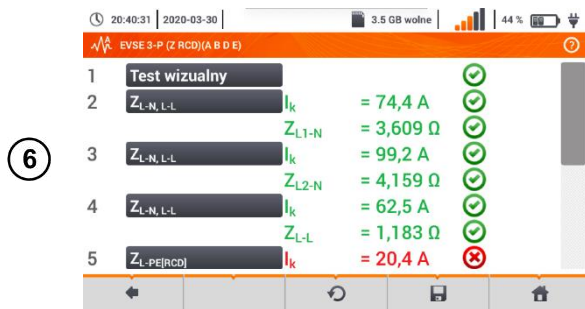 20:40:31 2020-03-30 3.5 GB wolne 44 %
EVSE 3-P (Z RCD)(A B D E) ?
1 Test wizualny
2 ZL-N, L-L Ik = 74,4 A
ZL1-N = 3,609 Ω
6
3 ZL-N, L-L Ik = 99,2 A
ZL2-N = 4,159 Ω
4 ZL-N, L-L Ik = 62,5 A
ZL-L = 1,183 Ω
5 ZL-PE[RCD] Ik = 20,4 A